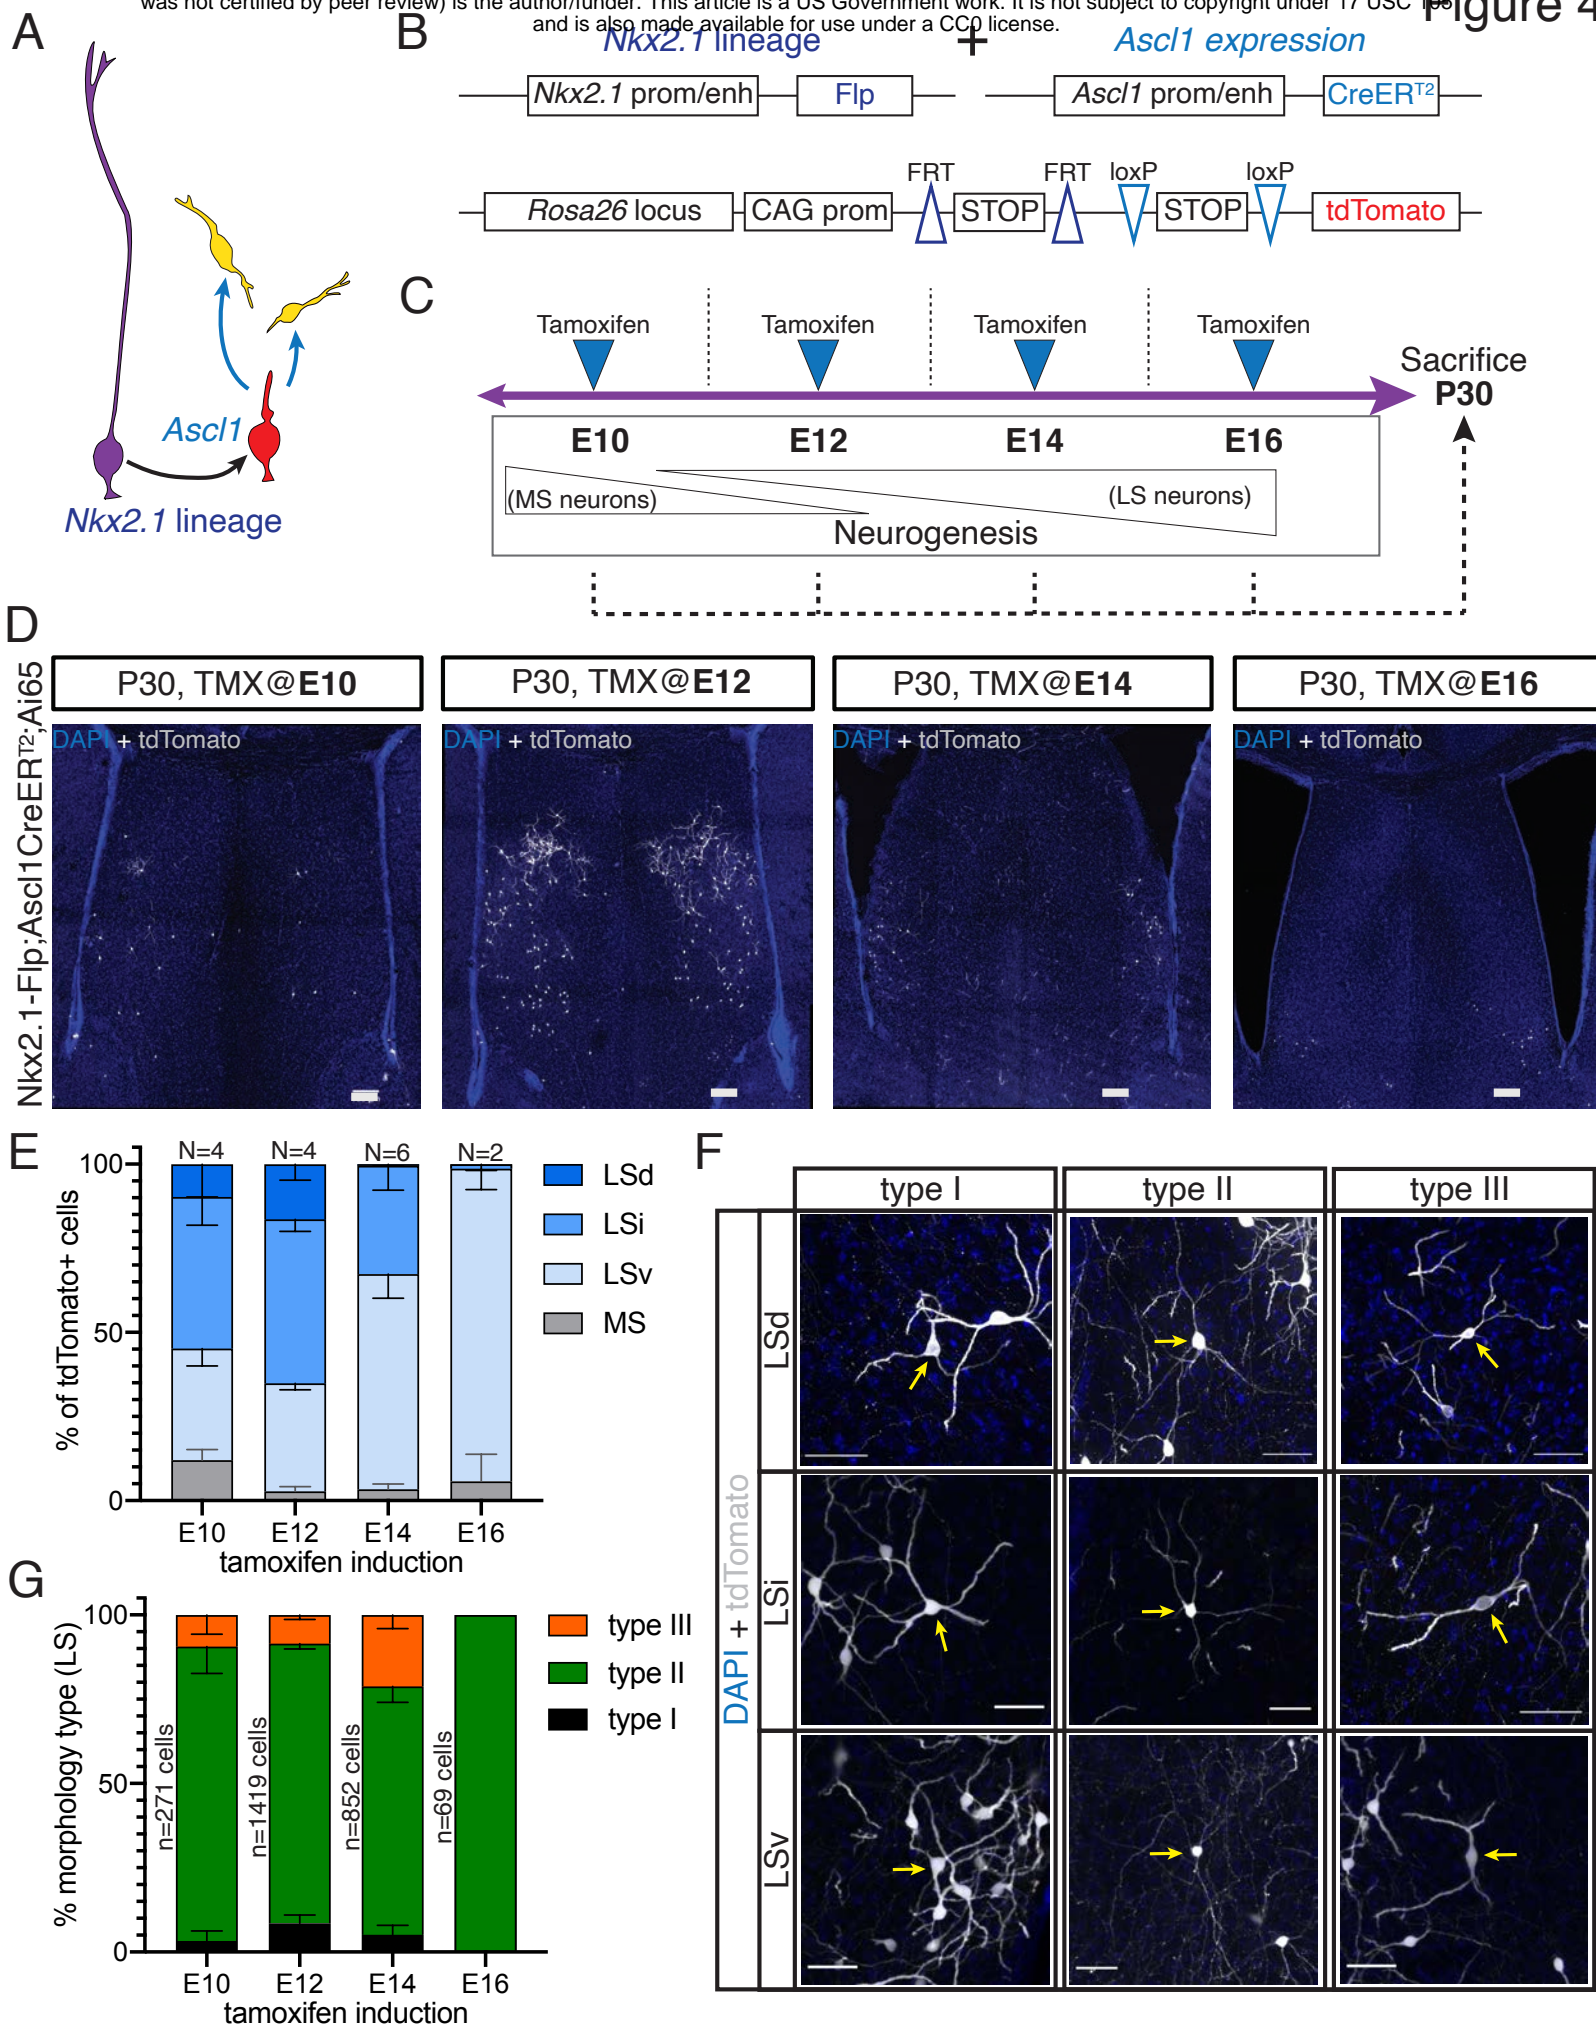 was not certified by peer review) is the author/funder. This article is a US Government work. It is not subject to copyright under 17 USC 105
and is also made available for use under a CC0 license.
Figure 4
A
Ascl1
Nkx2.1 lineage
B
Nkx2.1 lineage + Ascl1 expression
Nkx2.1 prom/enh Flp Ascl1 prom/enh CreERT2
FRT FRT loxP loxP
Rosa26 locus CAG prom STOP STOP tdTomato
C
Tamoxifen Tamoxifen Tamoxifen Tamoxifen
Sacrifice
P30
E10 E12 E14 E16
(MS neurons) (LS neurons)
Neurogenesis
D
Nkx2.1-Flp;Ascl1CreERT2;Ai65
P30, TMX@E10 P30, TMX@E12 P30, TMX@E14 P30, TMX@E16
DAPI + tdTomato DAPI + tdTomato DAPI + tdTomato DAPI + tdTomato
E
% of tdTomato+ cells
N=4 N=4 N=6 N=2
100
50
0
E10 E12 E14 E16
tamoxifen induction
LSd
LSi
LSv
MS
F
type I type II type III
DAPI + tdTomato
LSd
LSi
LSv
G
% morphology type (LS)
100
50
0
n=271 cells
n=1419 cells
n=852 cells
n=69 cells
E10 E12 E14 E16
tamoxifen induction
type III
type II
type I